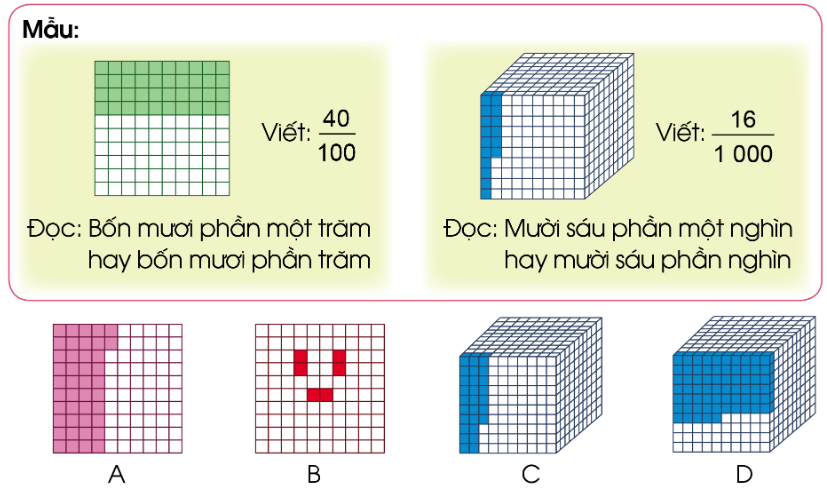 Mẫu:
Viết: 40/100
Đọc: Bốn mươi phần một trăm
hay bốn mươi phần trăm
Viết: 16/1 000
Đọc: Mười sáu phần một nghìn
hay mười sáu phần nghìn
A B C D